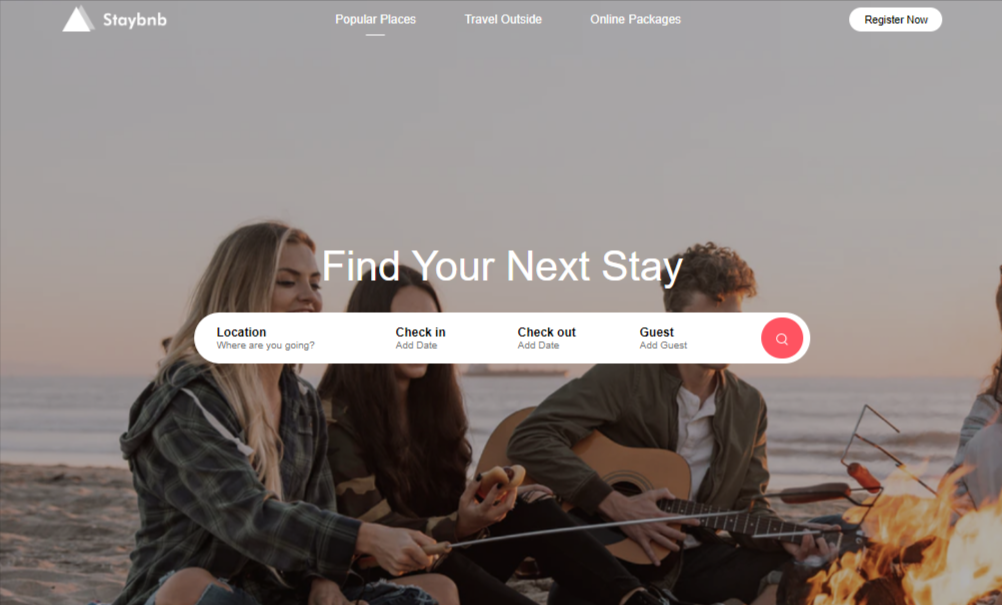 Staybnb
Popular Places
Travel Outside
Online Packages
Register Now
Find Your Next Stay
Location
Where are you going?
Check in
Add Date
Check out
Add Date
Guest
Add Guest